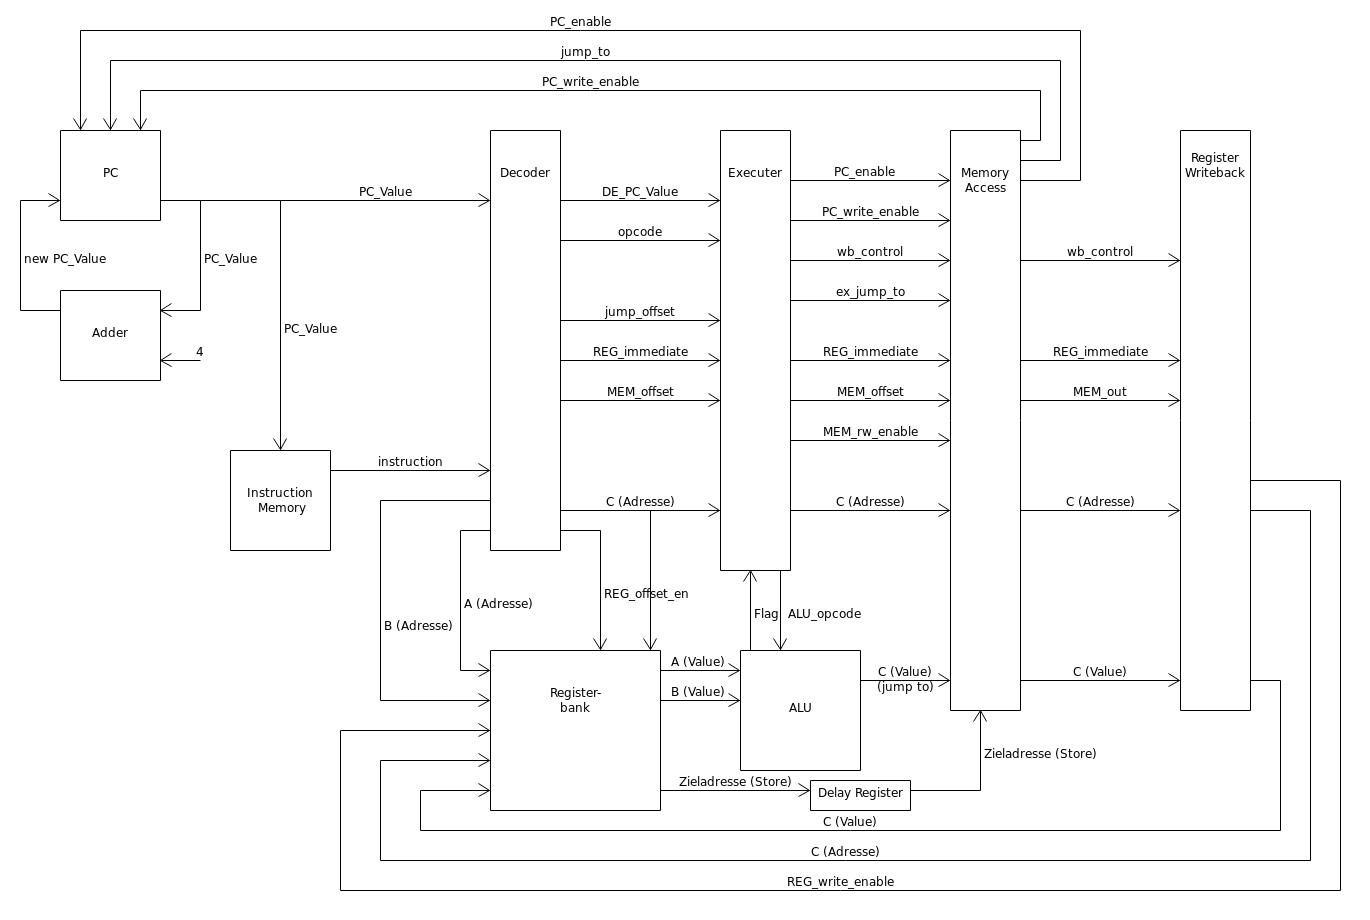 PC_enable
jump_to
PC_write_enable
PC
Decoder
Executer
Memory
Access
Register
Writeback
PC_Value
DE_PC_Value
PC_enable
opcode
PC_write_enable
new PC_Value
PC_Value
wb_control
wb_control
ex_jump_to
Adder
PC_Value
jump_offset
4
REG_immediate
REG_immediate
REG_immediate
MEM_offset
MEM_offset
MEM_out
MEM_rw_enable
instruction
Instruction
Memory
C (Adresse)
C (Adresse)
C (Adresse)
A (Adresse)
B (Adresse)
REG_offset_en
Flag
ALU_opcode
A (Value)
B (Value)
Register-
bank
ALU
C (Value)
(jump to)
C (Value)
Zieladresse (Store)
Zieladresse (Store)
Delay Register
C (Value)
C (Adresse)
REG_write_enable